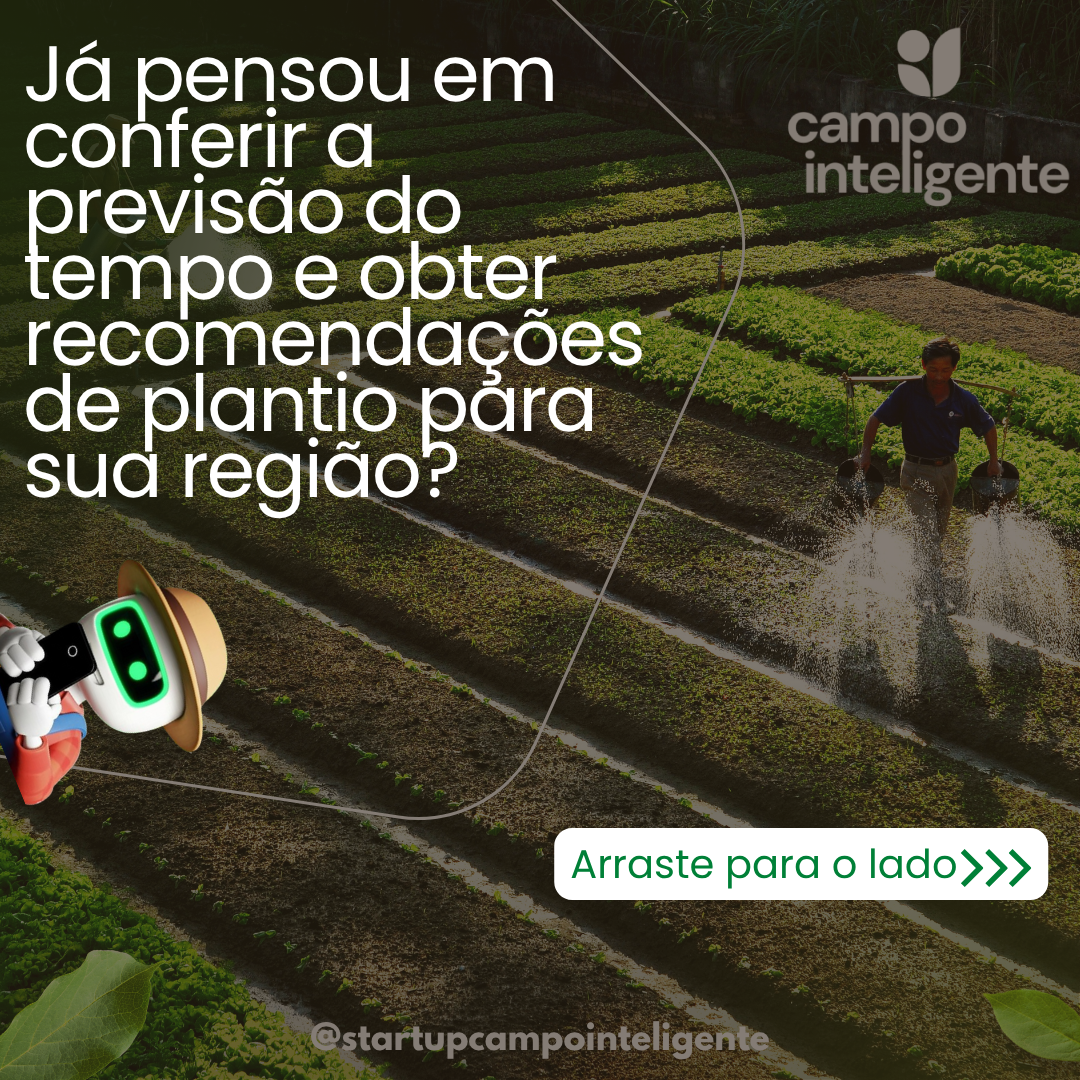 Já pensou em
conferir a
previsão do
tempo e obter
recomendações
de plantio para
sua região?
campo
inteligente
Arraste para o lado
@startupcampointeligente